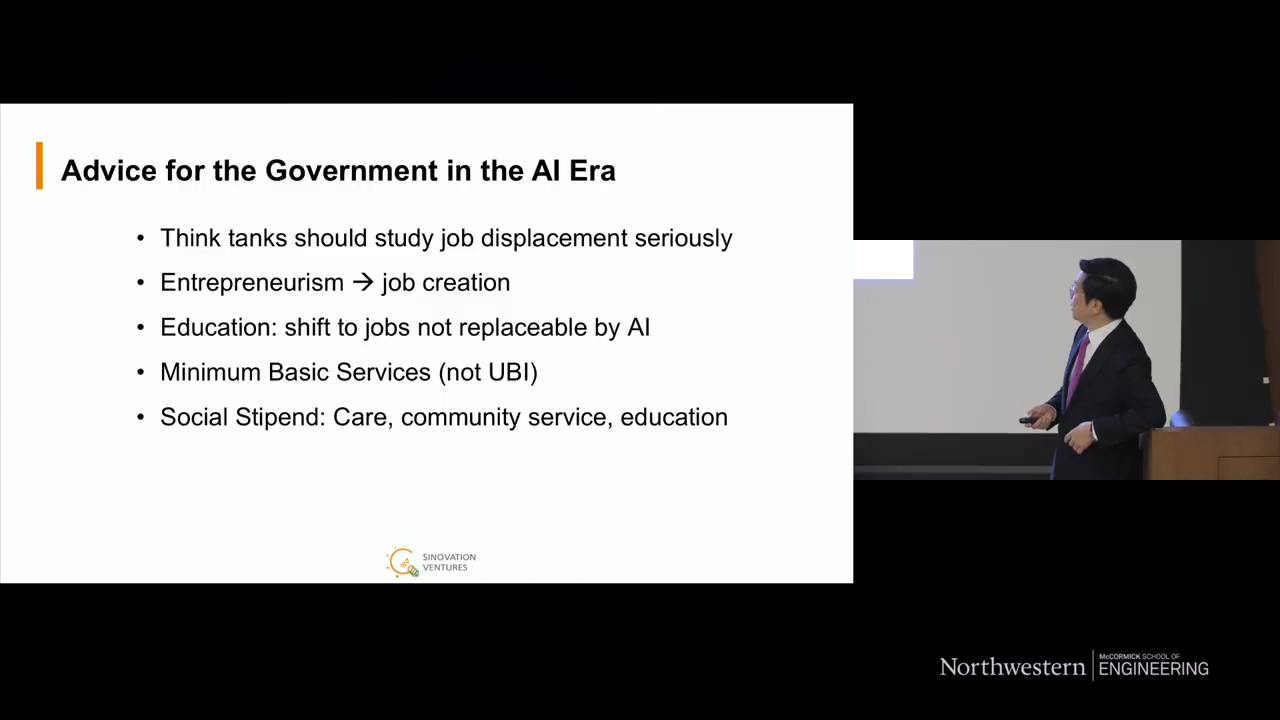 Advice for the Government in the AI Era
• Think tanks should study job displacement seriously
• Entrepreneurism → job creation
• Education: shift to jobs not replaceable by AI
• Minimum Basic Services (not UBI)
• Social Stipend: Care, community service, education
SINOVATION
VENTURES
Northwestern
McCORMICK SCHOOL OF
ENGINEERING